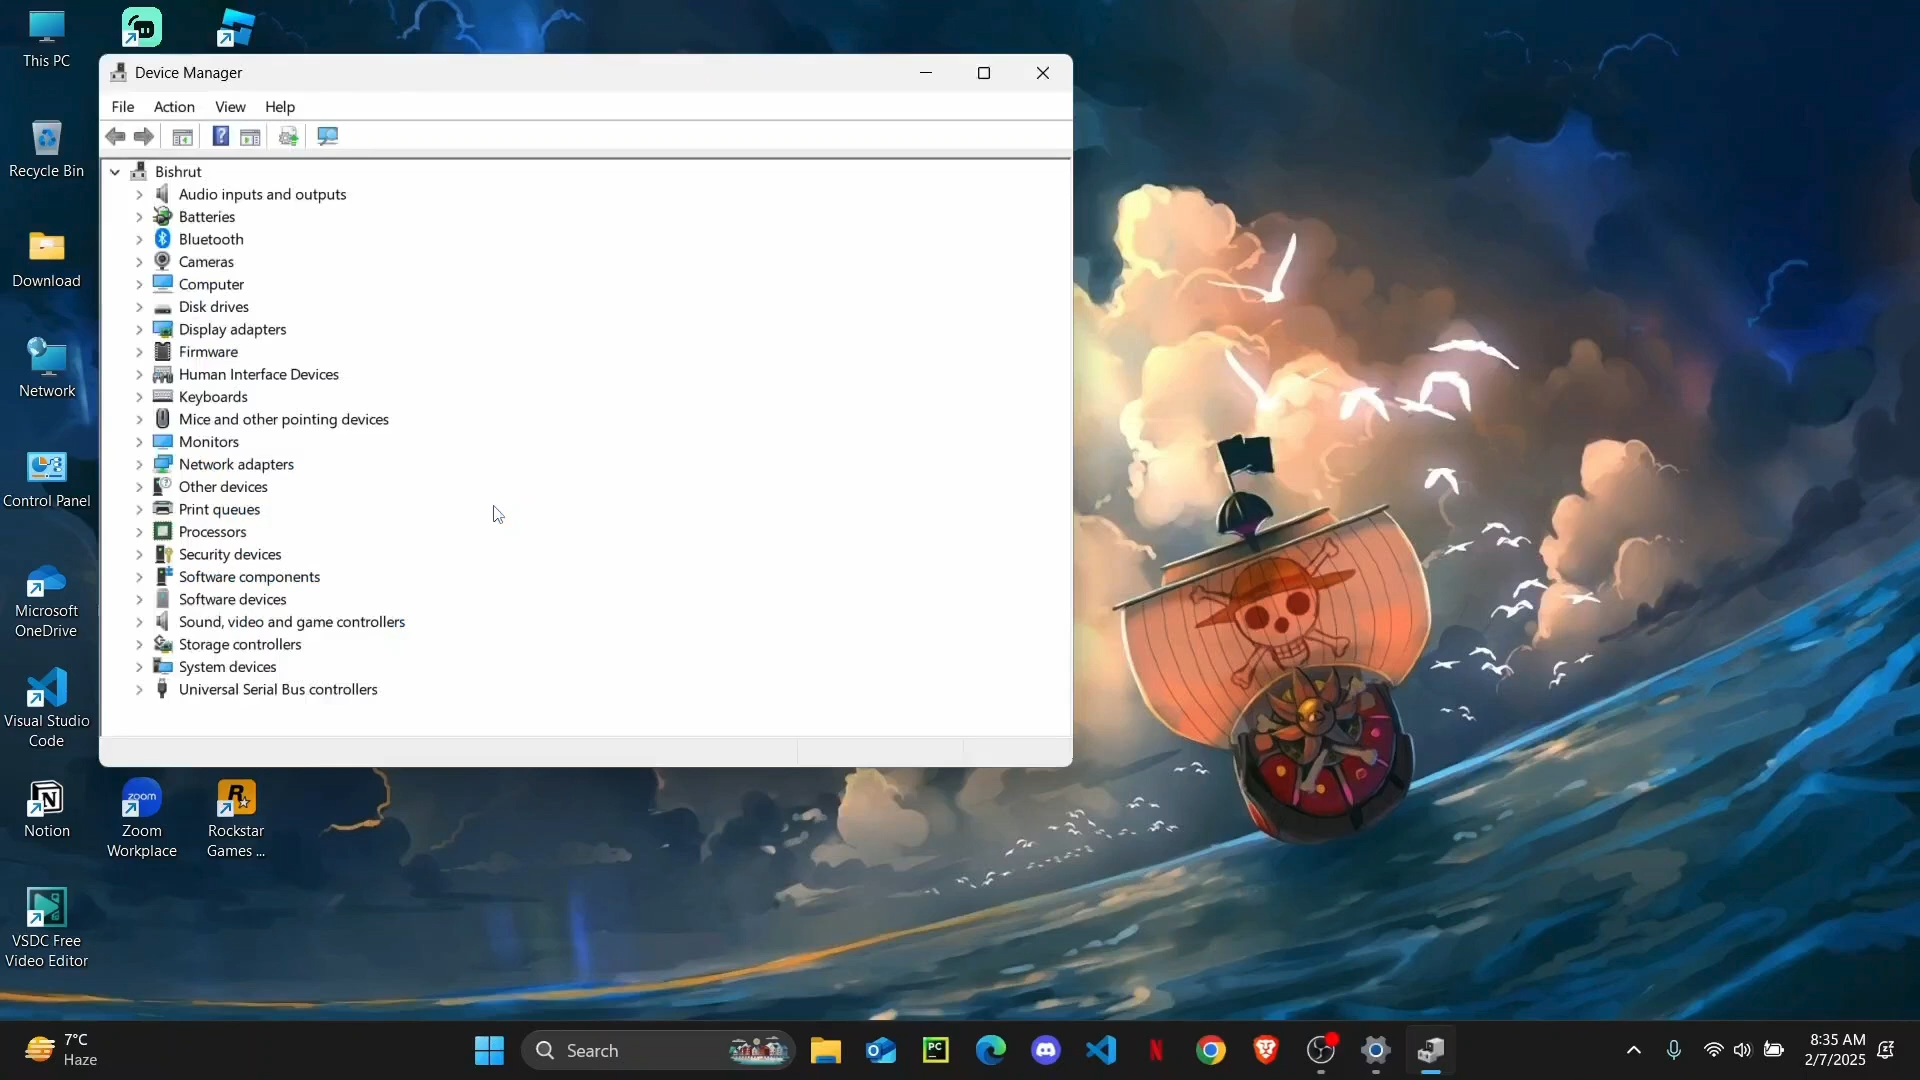 This PC
Recycle Bin
Download
Network
Control Panel
Microsoft
OneDrive
Visual Studio
Code
Notion
Zoom
Workplace
Rockstar
Games ...
VSDC Free
Video Editor
zoom
Device Manager
File Action View Help
Bishrut
Audio inputs and outputs
Batteries
Bluetooth
Cameras
Computer
Disk drives
Display adapters
Firmware
Human Interface Devices
Keyboards
Mice and other pointing devices
Monitors
Network adapters
Other devices
Print queues
Processors
Security devices
Software components
Software devices
Sound, video and game controllers
Storage controllers
System devices
Universal Serial Bus controllers
7°C
Haze
Search
PC
N
8:35 AM
2/7/2025